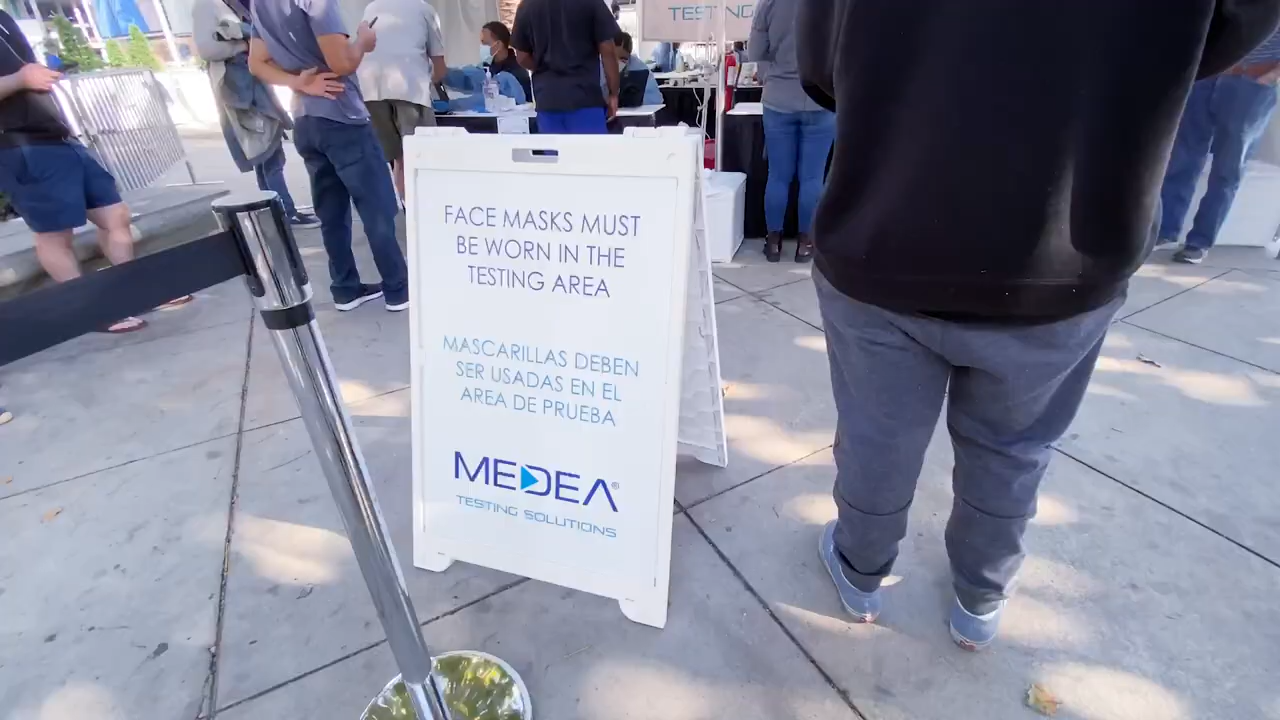 TESTING
FACE MASKS MUST
BE WORN IN THE
TESTING AREA
MASCARILLAS DEBEN
SER USADAS EN EL
AREA DE PRUEBA
MEDEA®
TESTING SOLUTIONS